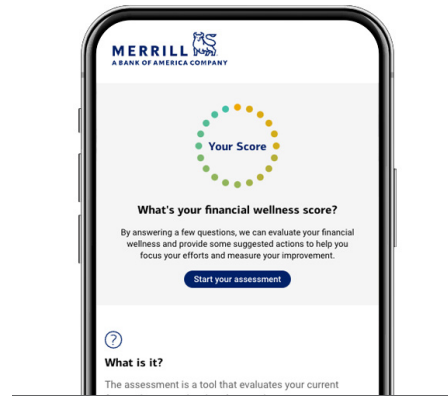 MERRILL
A BANK OF AMERICA COMPANY
Your Score
What's your financial wellness score?
By answering a few questions, we can evaluate your financial
wellness and provide some suggested actions to help you
focus your efforts and measure your improvement.
Start your assessment
?
What is it?
The assessment is a tool that evaluates your current